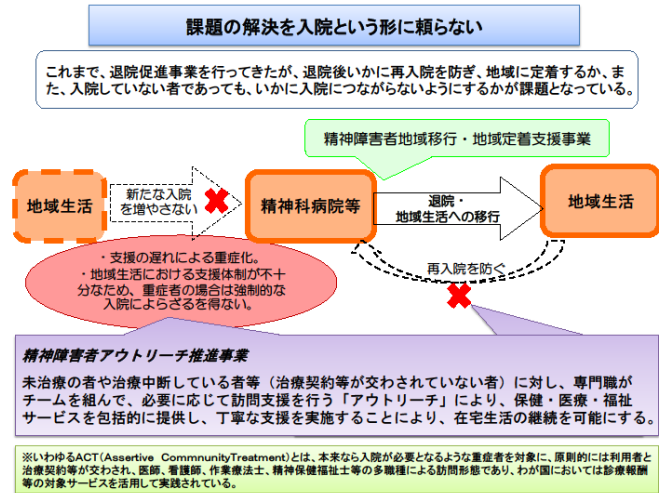 課題の解決を入院という形に頼らない
これまで、退院促進事業を行ってきたが、退院後いかに再入院を防ぎ、地域に定着するか、ま
た、入院していない者であっても、いかに入院につながらないようにするかが課題となっている。
精神障害者地域移行・地域定着支援事業
地域生活
新たな入院
を増やさない
精神科病院等
退院・
地域生活への移行
地域生活
・支援の遅れによる重症化。
・地域生活における支援体制が不十
分なため、重症者の場合は強制的な
入院によらざるを得ない。
再入院を防ぐ
精神障害者アウトリーチ推進事業
未治療の者や治療中断している者等（治療契約等が交わされていない者）に対し、専門職が
チームを組んで、必要に応じて訪問支援を行う「アウトリーチ」により、保健・医療・福祉
サービスを包括的に提供し、丁寧な支援を実施することにより、在宅生活の継続を可能にする。
※いわゆるACT(Assertive CommnunityTreatment)とは、本来なら入院が必要となるような重症者を対象に、原則的には利用者と
治療契約等が交わされ、医師、看護師、作業療法士、精神保健福祉士等の多職種による訪問形態であり、わが国においては診療報酬
等の対象サービスを活用して実践されている。